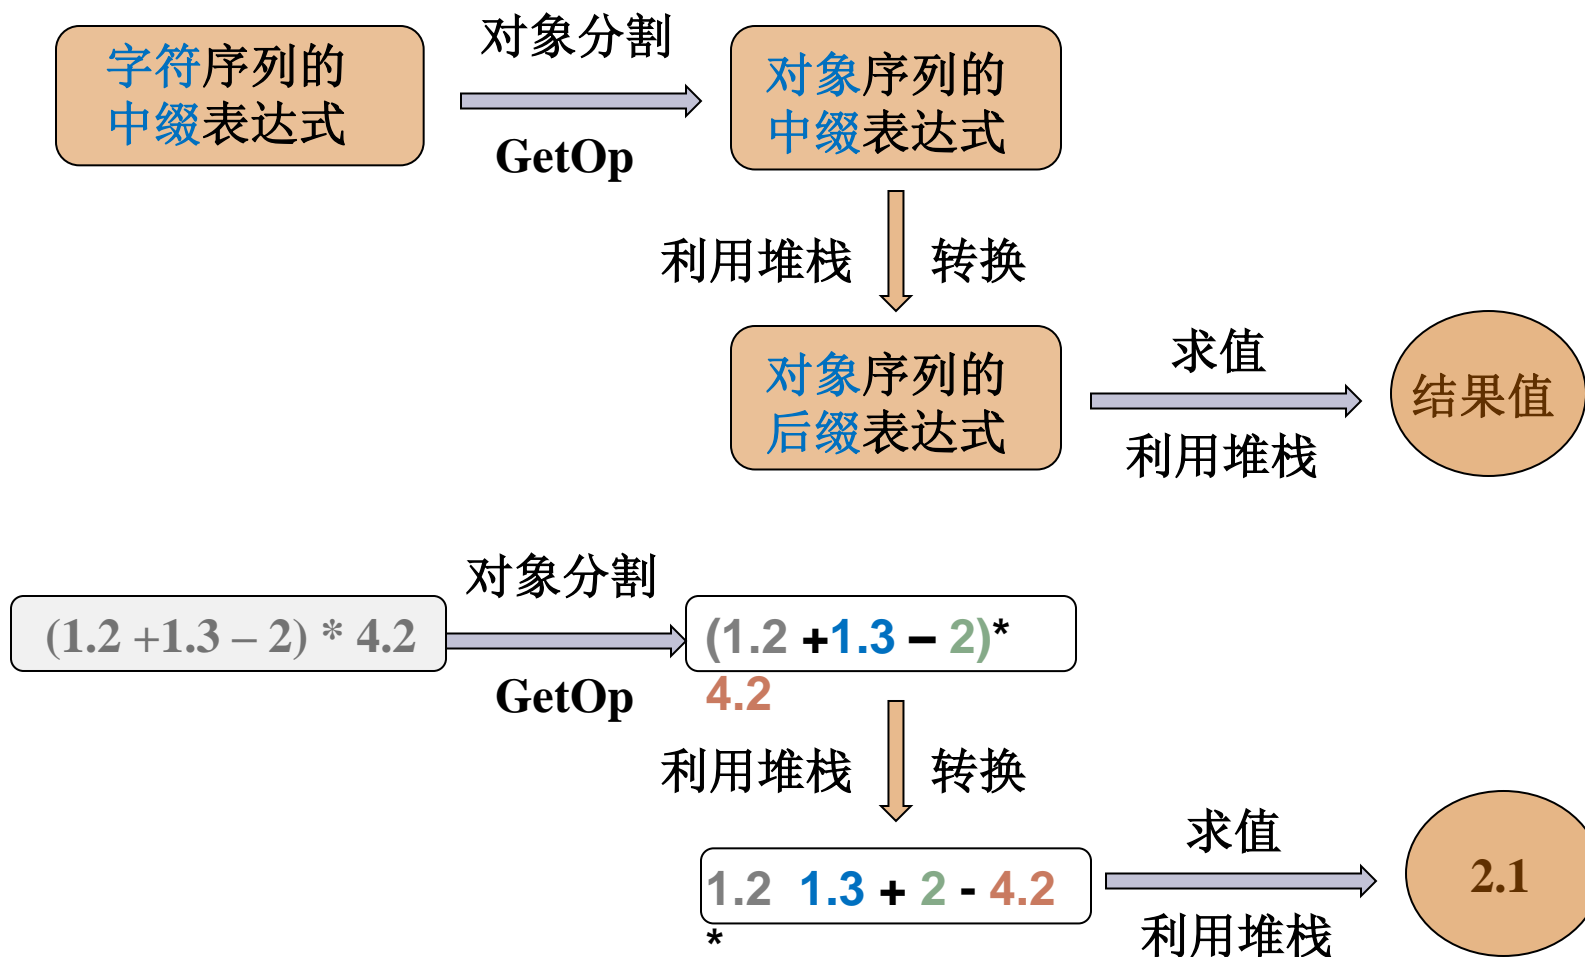 字符序列的
中缀表达式
对象分割
GetOp
对象序列的
中缀表达式
利用堆栈
转换
对象序列的
后缀表达式
求值
利用堆栈
结果值
(1.2 +1.3 – 2) * 4.2
对象分割
GetOp
(1.2 +1.3 – 2)*
4.2
利用堆栈
转换
1.2 1.3 + 2 - 4.2
*
求值
利用堆栈
2.1